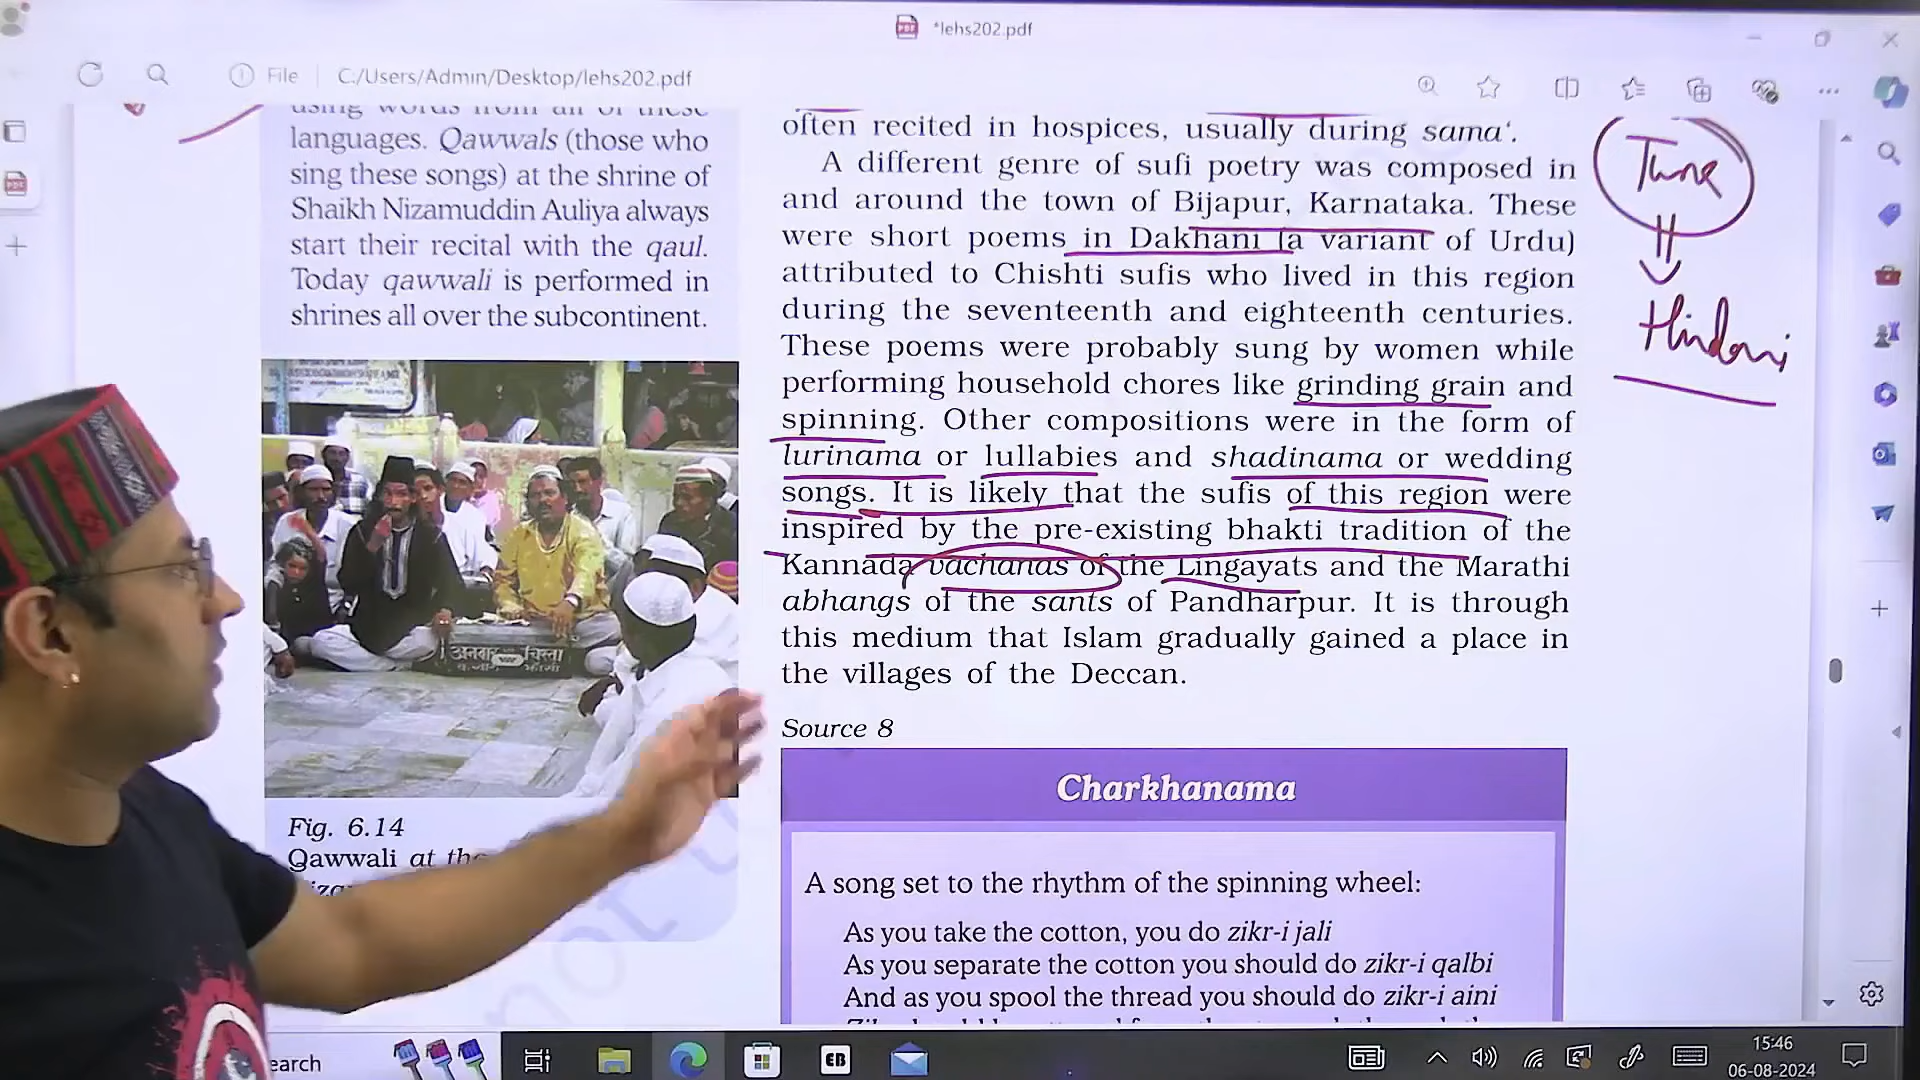 *lehs202.pdf
File
C:/Users/Admin/Desktop/lehs202.pdf
using words from all of these
languages. Qawwals (those who
sing these songs) at the shrine of
Shaikh Nizamuddin Auliya always
start their recital with the qaul.
Today qawwali is performed in
shrines all over the subcontinent.
Fig. 6.14
Qawwali at the
often recited in hospices, usually during sama‘.
A different genre of sufi poetry was composed in
and around the town of Bijapur, Karnataka. These
were short poems in Dakhani (a variant of Urdu)
attributed to Chishti sufis who lived in this region
during the seventeenth and eighteenth centuries.
These poems were probably sung by women while
performing household chores like grinding grain and
spinning. Other compositions were in the form of
lurinama or lullabies and shadinama or wedding
songs. It is likely that the sufis of this region were
inspired by the pre-existing bhakti tradition of the
Kannada vachanas of the Lingayats and the Marathi
abhangs of the sants of Pandharpur. It is through
this medium that Islam gradually gained a place in
the villages of the Deccan.
Source 8
Charkhanama
A song set to the rhythm of the spinning wheel:
As you take the cotton, you do zikr-i jali
As you separate the cotton you should do zikr-i qalbi
And as you spool the thread you should do zikr-i aini
Hindavi
earch
EB
15:46
06-08-2024